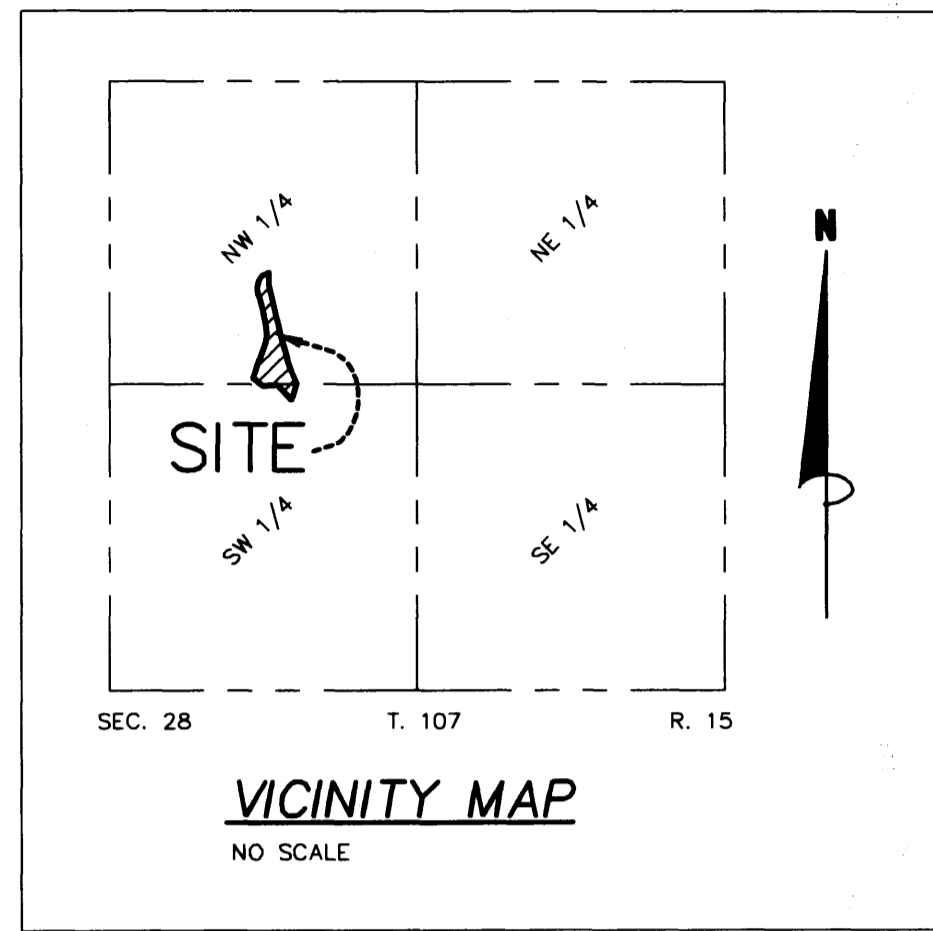 N
NW 1/4
NE 1/4
SITE
SW 1/4
SE 1/4
SEC. 28
T. 107
R. 15
VICINITY MAP
NO SCALE